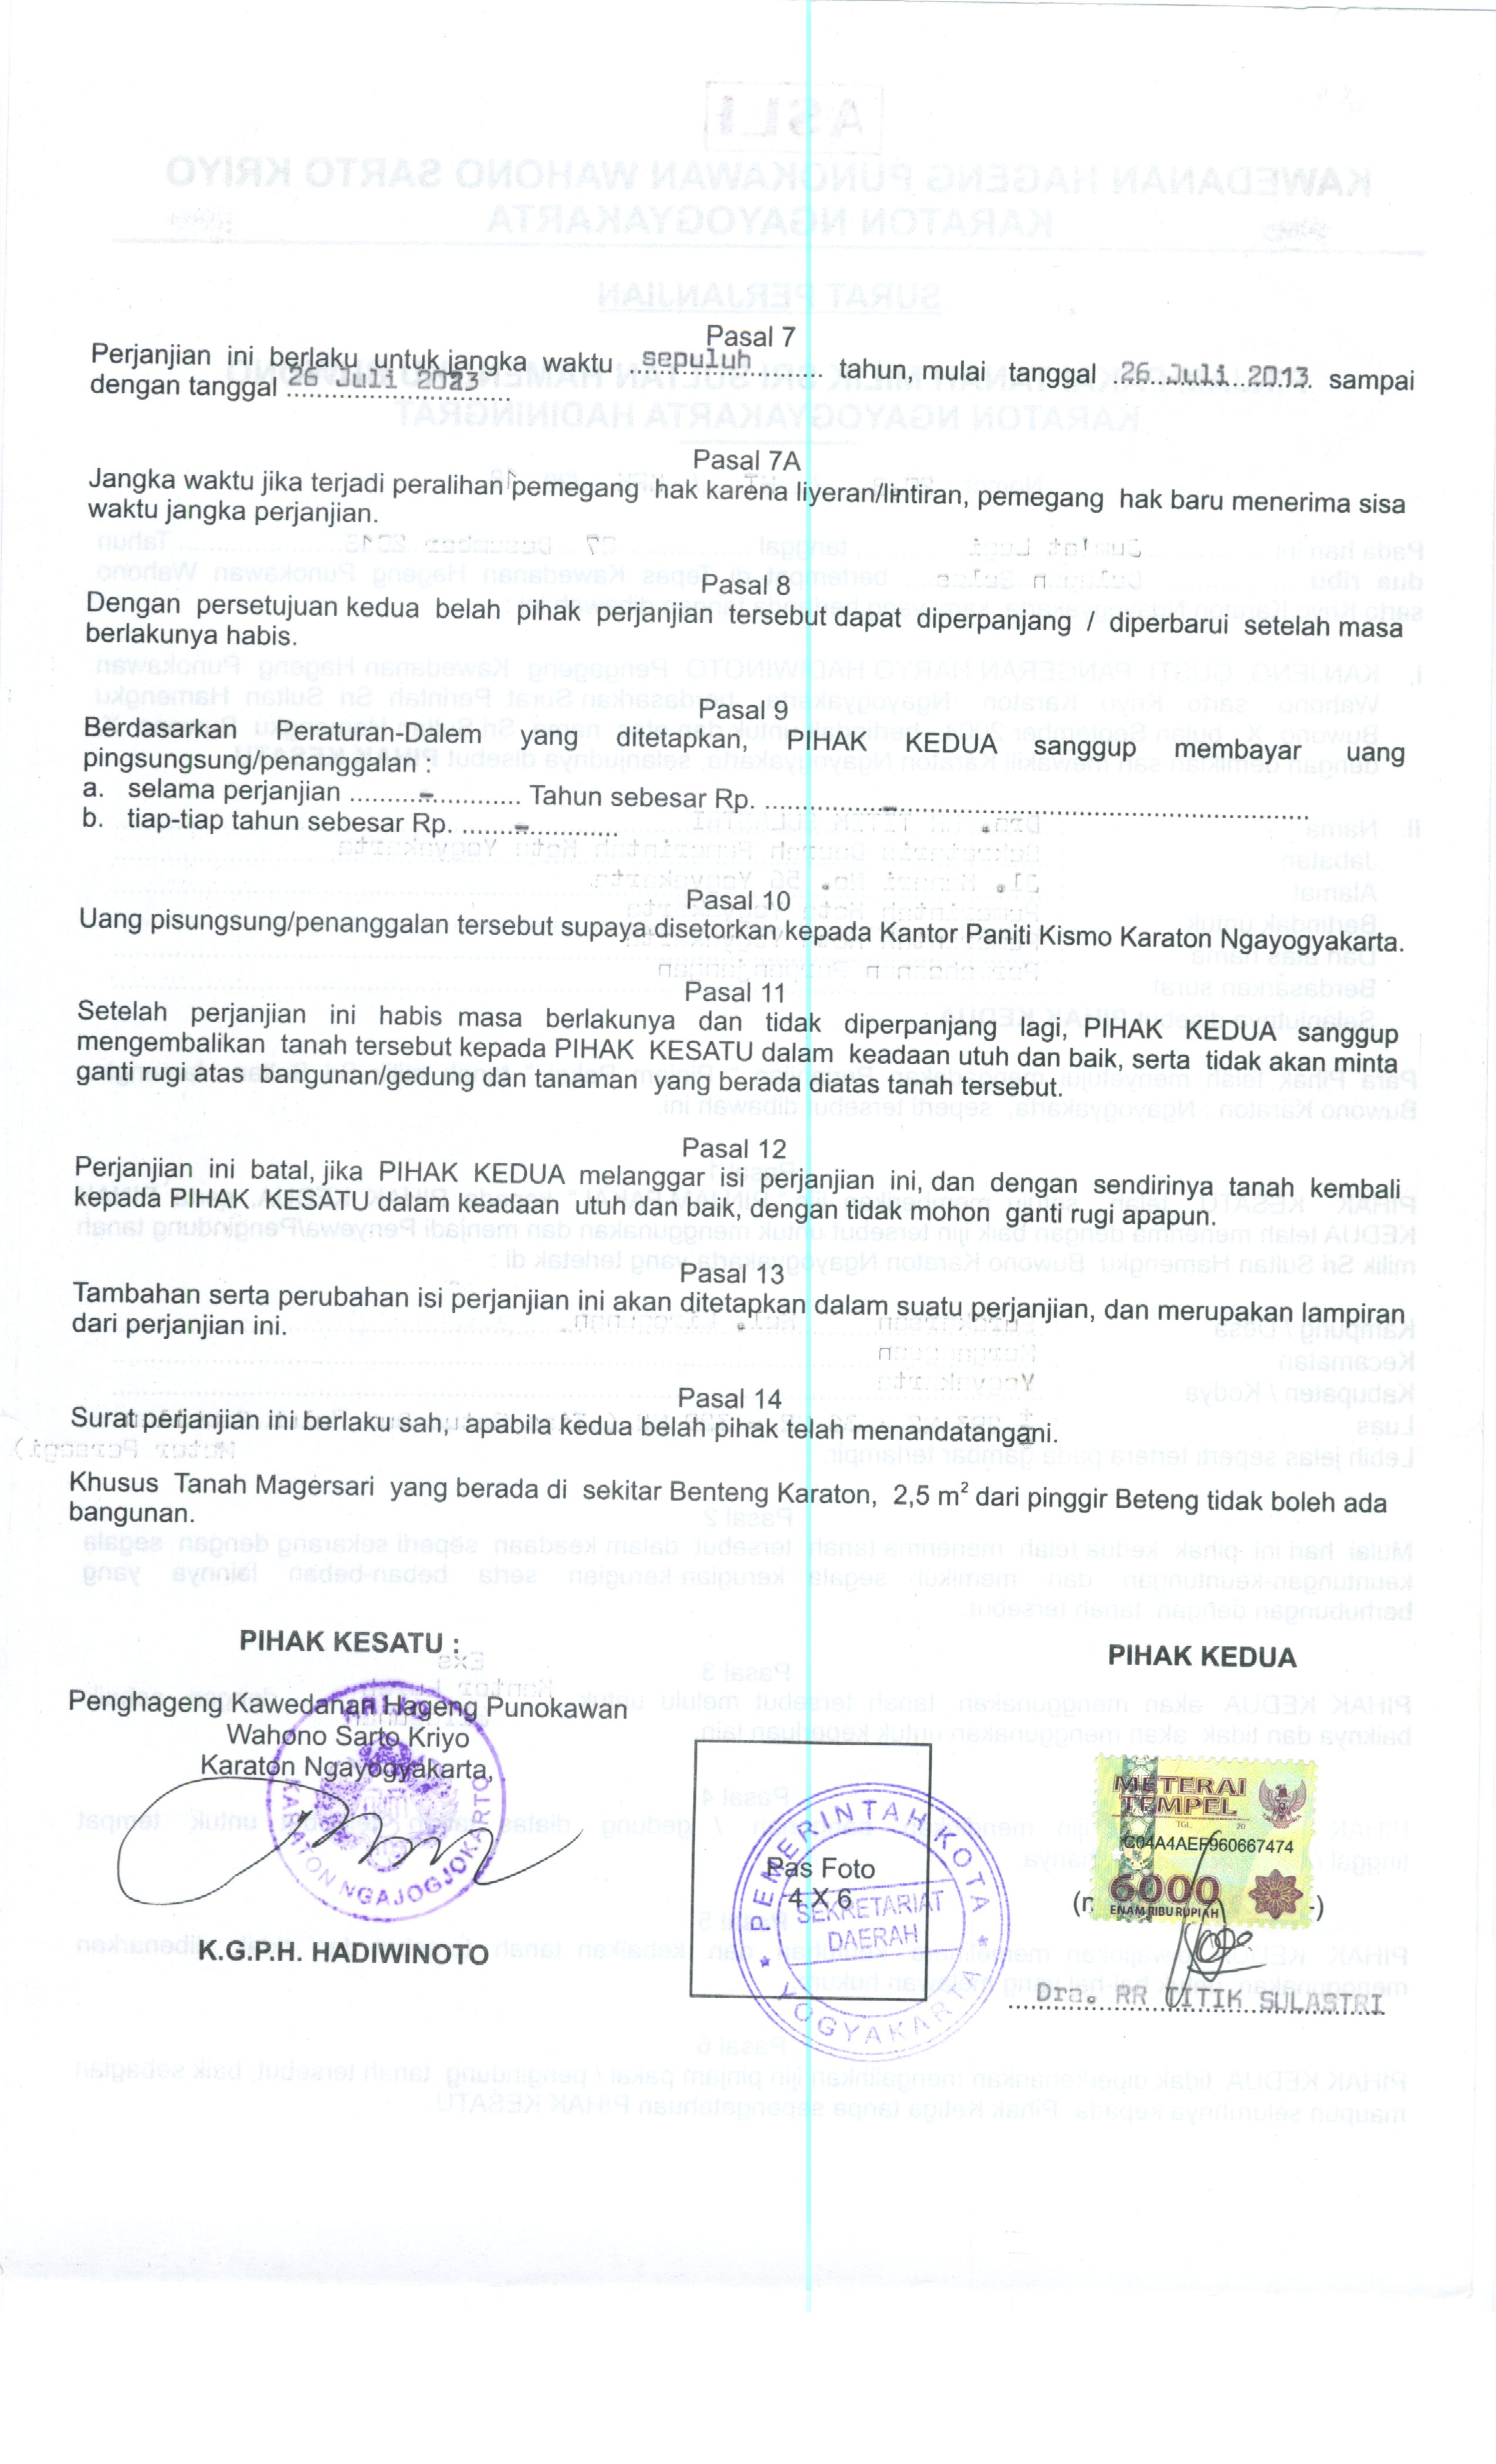 Pasal 7
Perjanjian ini berlaku untuk jangka waktu ..sepuluh.......... tahun, mulai tanggal ..26 Juli 2013. sampai
dengan tanggal 26 Juli 2023
Pasal 7A
Jangka waktu jika terjadi peralihan pemegang hak karena liyeran/lintiran, pemegang hak baru menerima sisa
waktu jangka perjanjian.
Pasal 8
Dengan persetujuan kedua belah pihak perjanjian tersebut dapat diperpanjang / diperbarui setelah masa
berlakunya habis.
Pasal 9
Berdasarkan Peraturan-Dalem yang ditetapkan, PIHAK KEDUA sanggup membayar uang
pingsungsung/penanggalan :
a. selama perjanjian ..........-............ Tahun sebesar Rp. ...............-......................................................
b. tiap-tiap tahun sebesar Rp. .......-............
Pasal 10
Uang pisungsung/penanggalan tersebut supaya disetorkan kepada Kantor Paniti Kismo Karaton Ngayogyakarta.
Pasal 11
Setelah perjanjian ini habis masa berlakunya dan tidak diperpanjang lagi, PIHAK KEDUA sanggup
mengembalikan tanah tersebut kepada PIHAK KESATU dalam keadaan utuh dan baik, serta tidak akan minta
ganti rugi atas bangunan/gedung dan tanaman yang berada diatas tanah tersebut.
Pasal 12
Perjanjian ini batal, jika PIHAK KEDUA melanggar isi perjanjian ini, dan dengan sendirinya tanah kembali
kepada PIHAK KESATU dalam keadaan utuh dan baik, dengan tidak mohon ganti rugi apapun.
Pasal 13
Tambahan serta perubahan isi perjanjian ini akan ditetapkan dalam suatu perjanjian, dan merupakan lampiran
dari perjanjian ini.
Pasal 14
Surat perjanjian ini berlaku sah, apabila kedua belah pihak telah menandatangani.
Khusus Tanah Magersari yang berada di sekitar Benteng Karaton, 2,5 m² dari pinggir Beteng tidak boleh ada
bangunan.
PIHAK KESATU :
PIHAK KEDUA
Penghageng Kawedanan Hageng Punokawan
Wahono Sarto Kriyo
Karaton Ngayogyakarta,
KARATON NGAJOGJOKARTO
K.G.P.H. HADIWINOTO
Pas Foto
4 X 6
PEMERINTAH KOTA
SEKRETARIAT
DAERAH
YOGYAKARTA
METERAI
TEMPEL
TGL. 20
C04A4AEF960667474
6000
ENAM RIBU RUPIAH
Dra. RR TITIK SULASTRI